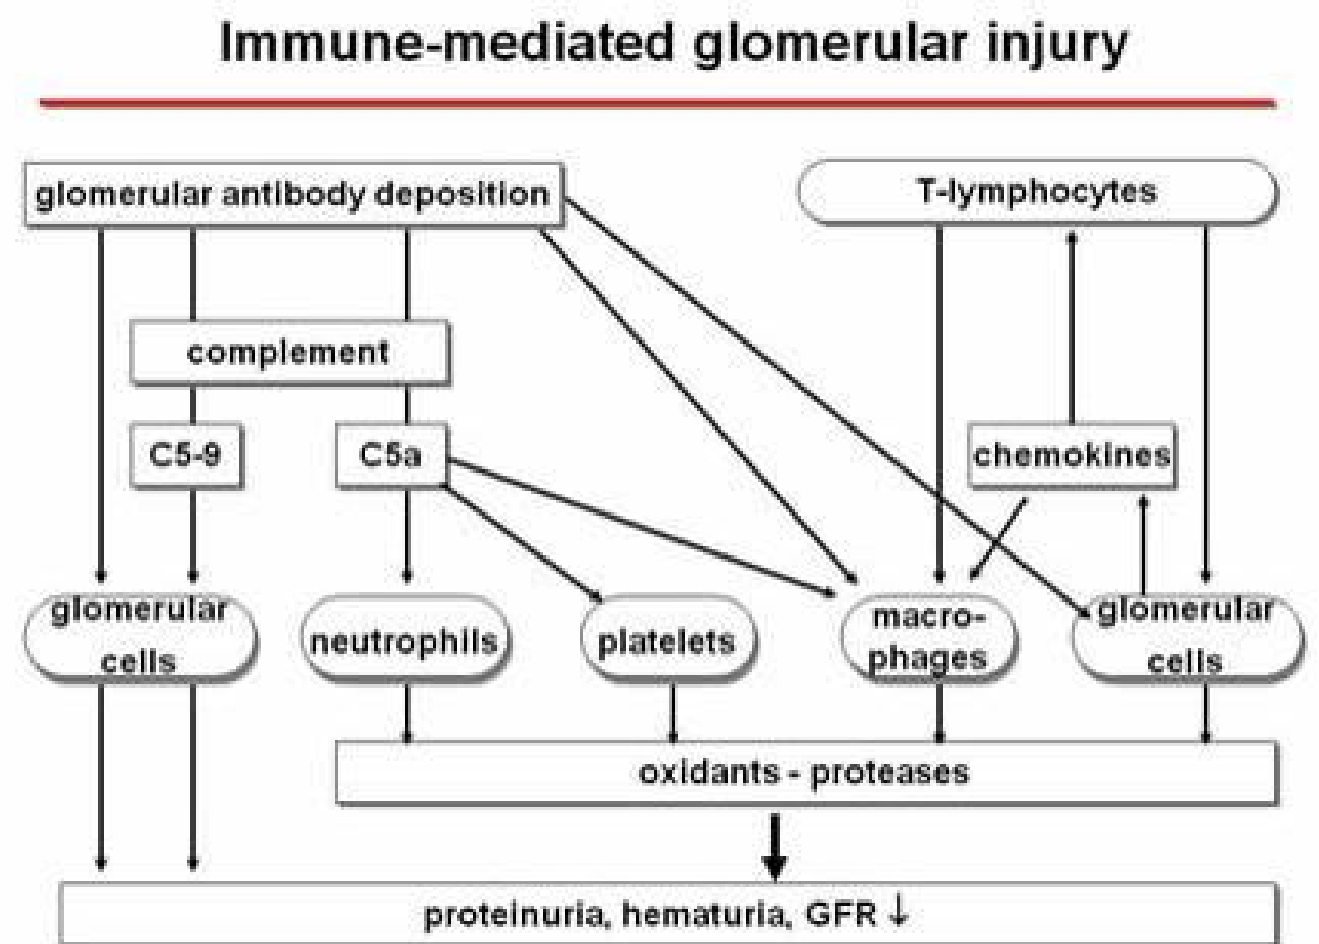 Immune-mediated glomerular injury
glomerular antibody deposition
T-lymphocytes
complement
C5-9
C5a
chemokines
glomerular
cells
neutrophils
platelets
macro-
phages
glomerular
cells
oxidants - proteases
proteinuria, hematuria, GFR ↓